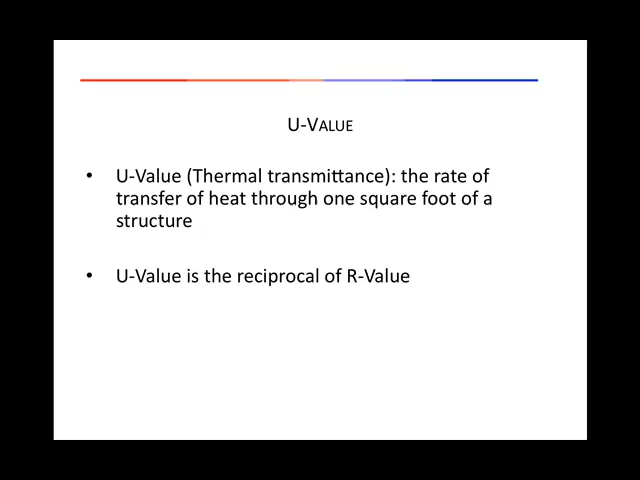 U-VALUE
• U-Value (Thermal transmittance): the rate of
transfer of heat through one square foot of a
structure
• U-Value is the reciprocal of R-Value